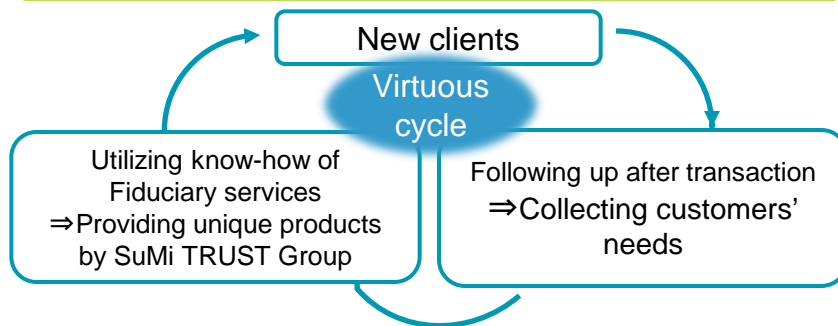 New clients
Virtuous
cycle
Utilizing know-how of
Fiduciary services
⇒Providing unique products
by SuMi TRUST Group
Following up after transaction
⇒Collecting customers’
needs